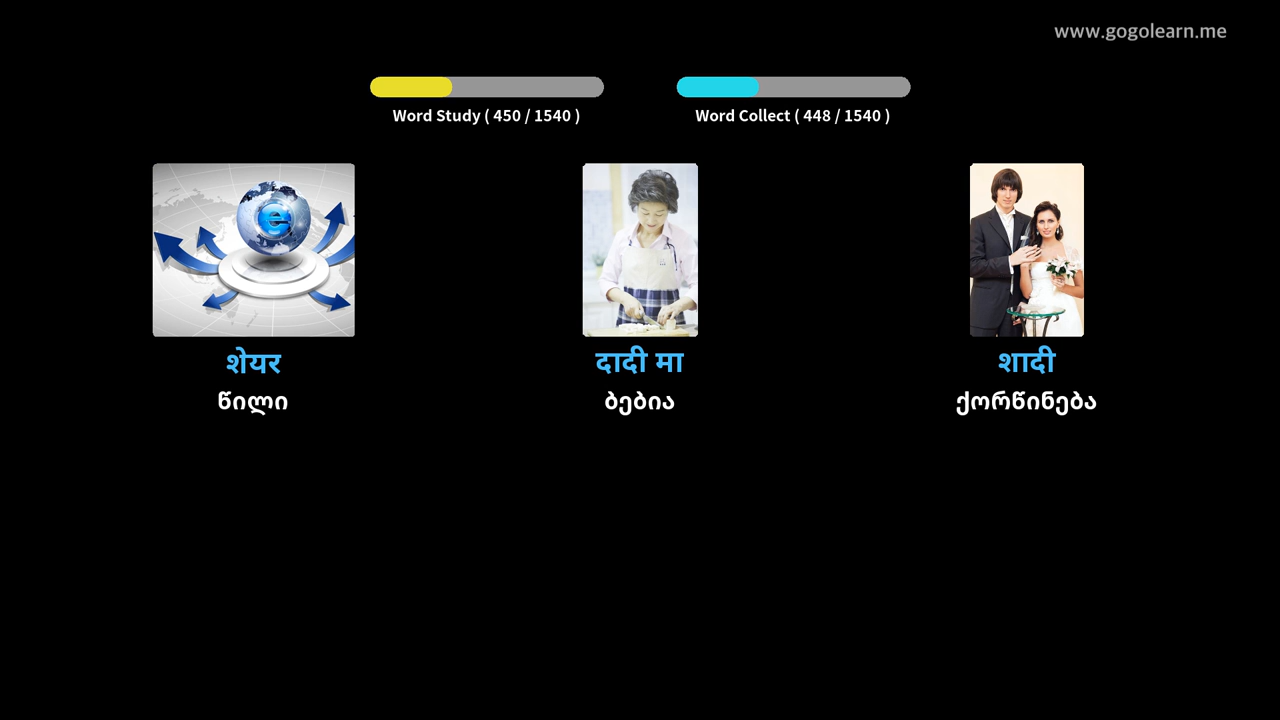 www.gogolearn.me
Word Study ( 450 / 1540 )
Word Collect ( 448 / 1540 )
शेयर
दादी मा
शादी
წილი
ბებია
ქორწინება